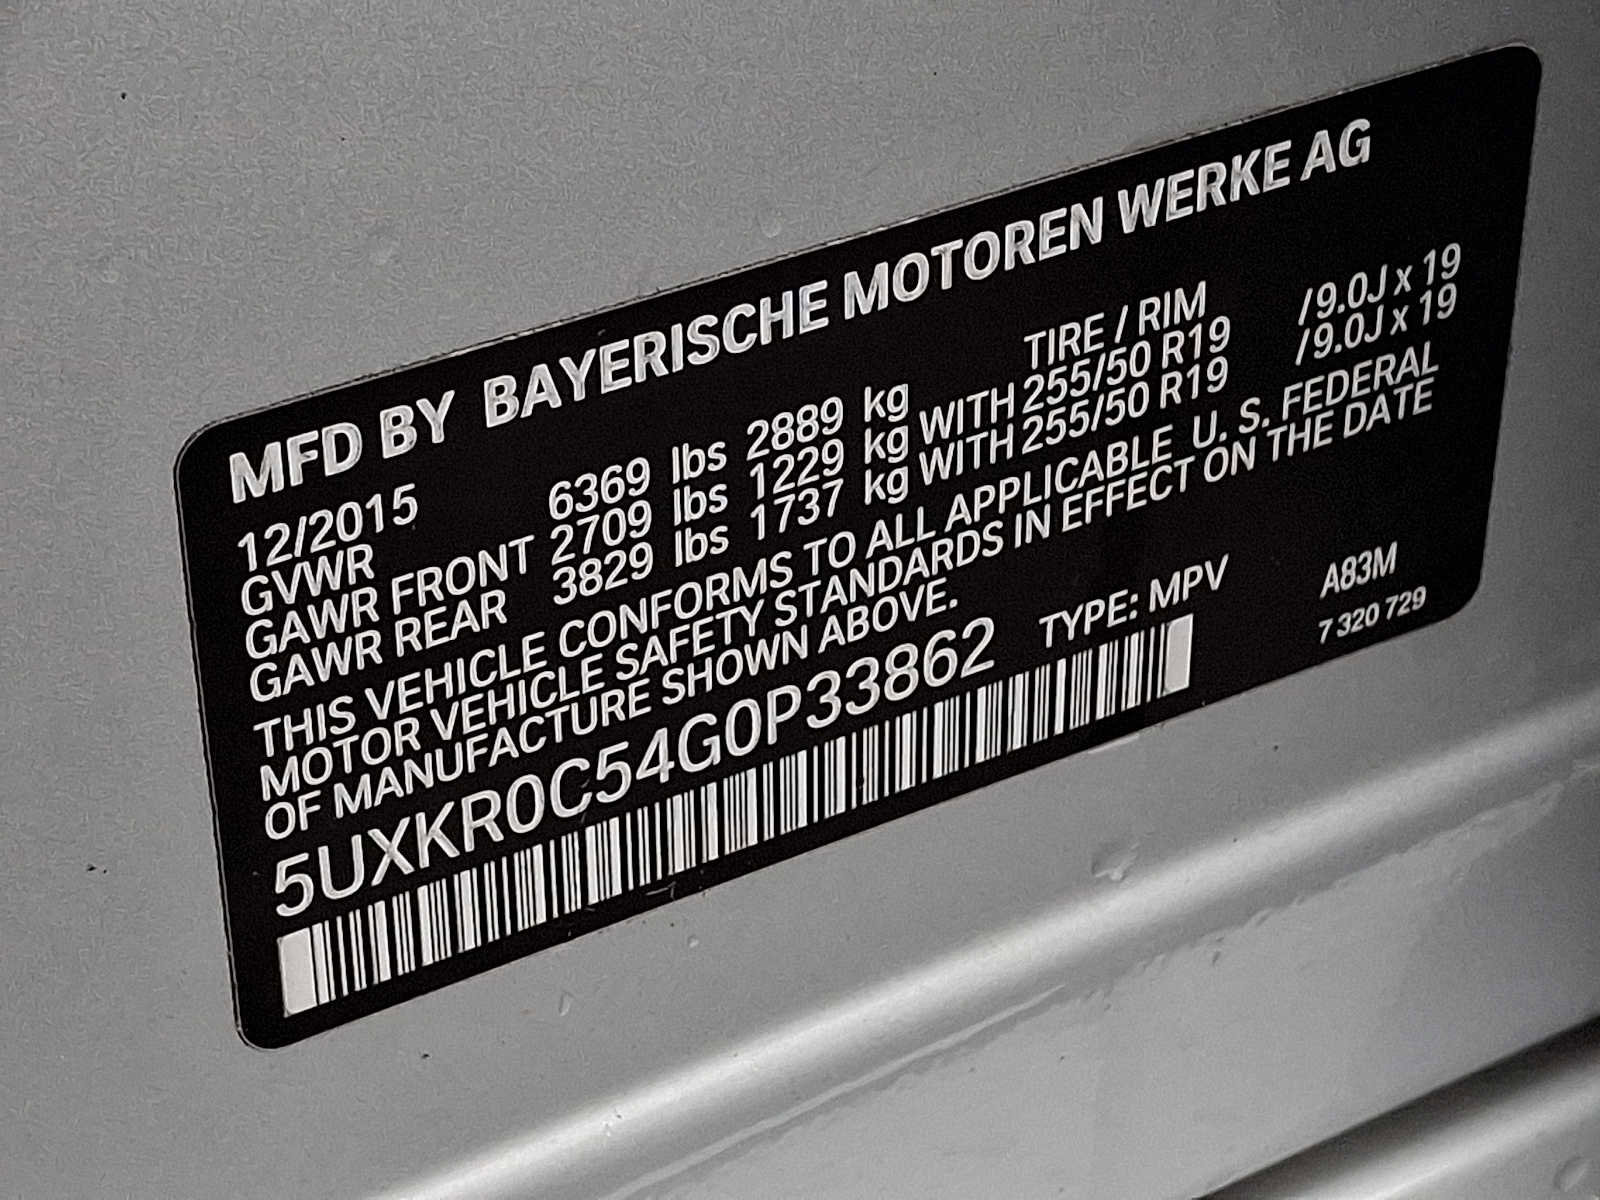 MFD BY BAYERISCHE MOTOREN WERKE AG
12/2015 TIRE / RIM
GVWR 6369 lbs 2889 kg
GAWR FRONT 2709 lbs 1229 kg WITH 255/50 R19 /9.0J x 19
GAWR REAR 3829 lbs 1737 kg WITH 255/50 R19 /9.0J x 19
THIS VEHICLE CONFORMS TO ALL APPLICABLE U. S. FEDERAL
MOTOR VEHICLE SAFETY STANDARDS IN EFFECT ON THE DATE
OF MANUFACTURE SHOWN ABOVE.
5UXKR0C54G0P33862 TYPE: MPV A83M
7 320 729